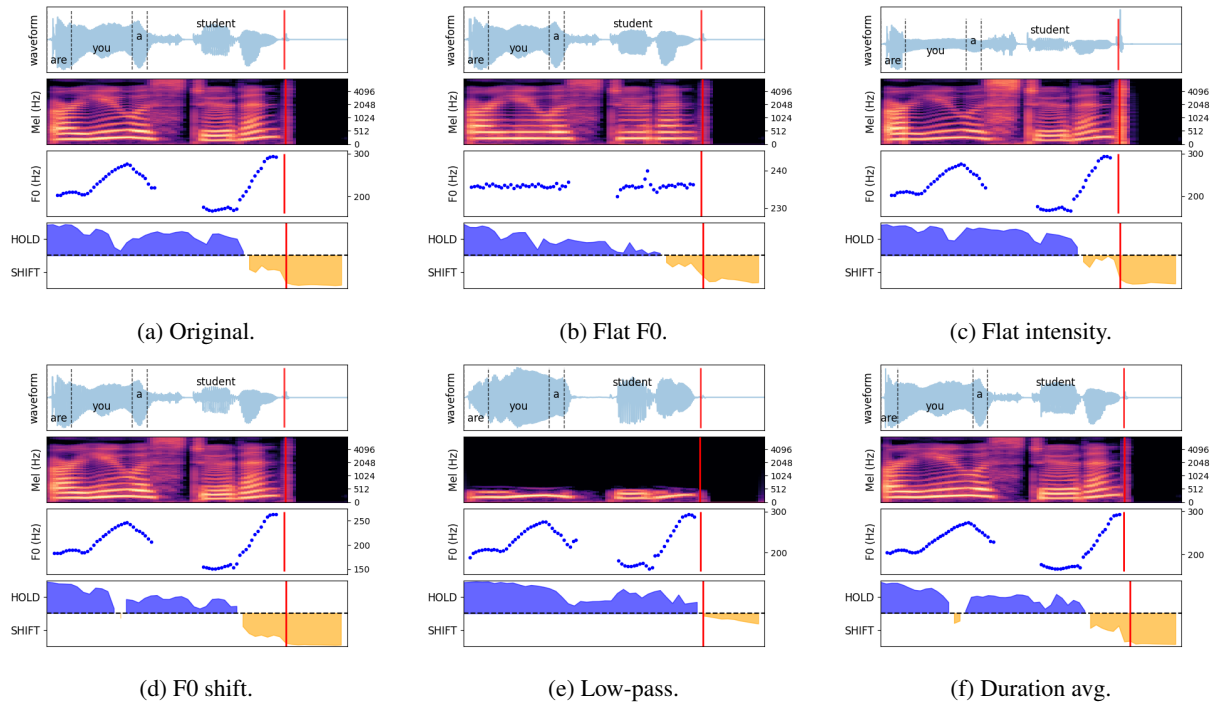 waveform
are
you
a
student
Mel (Hz)
4096
2048
1024
512
0
F0 (Hz)
300
200
HOLD
SHIFT
(a) Original.
waveform
are
you
a
student
Mel (Hz)
4096
2048
1024
512
0
F0 (Hz)
240
230
HOLD
SHIFT
(b) Flat F0.
waveform
are
you
a
student
Mel (Hz)
4096
2048
1024
512
0
F0 (Hz)
300
200
HOLD
SHIFT
(c) Flat intensity.
waveform
are
you
a
student
Mel (Hz)
4096
2048
1024
512
0
F0 (Hz)
250
200
150
HOLD
SHIFT
(d) F0 shift.
waveform
are
you
a
student
Mel (Hz)
4096
2048
1024
512
0
F0 (Hz)
300
200
HOLD
SHIFT
(e) Low-pass.
waveform
are
you
a
student
Mel (Hz)
4096
2048
1024
512
0
F0 (Hz)
300
200
HOLD
SHIFT
(f) Duration avg.